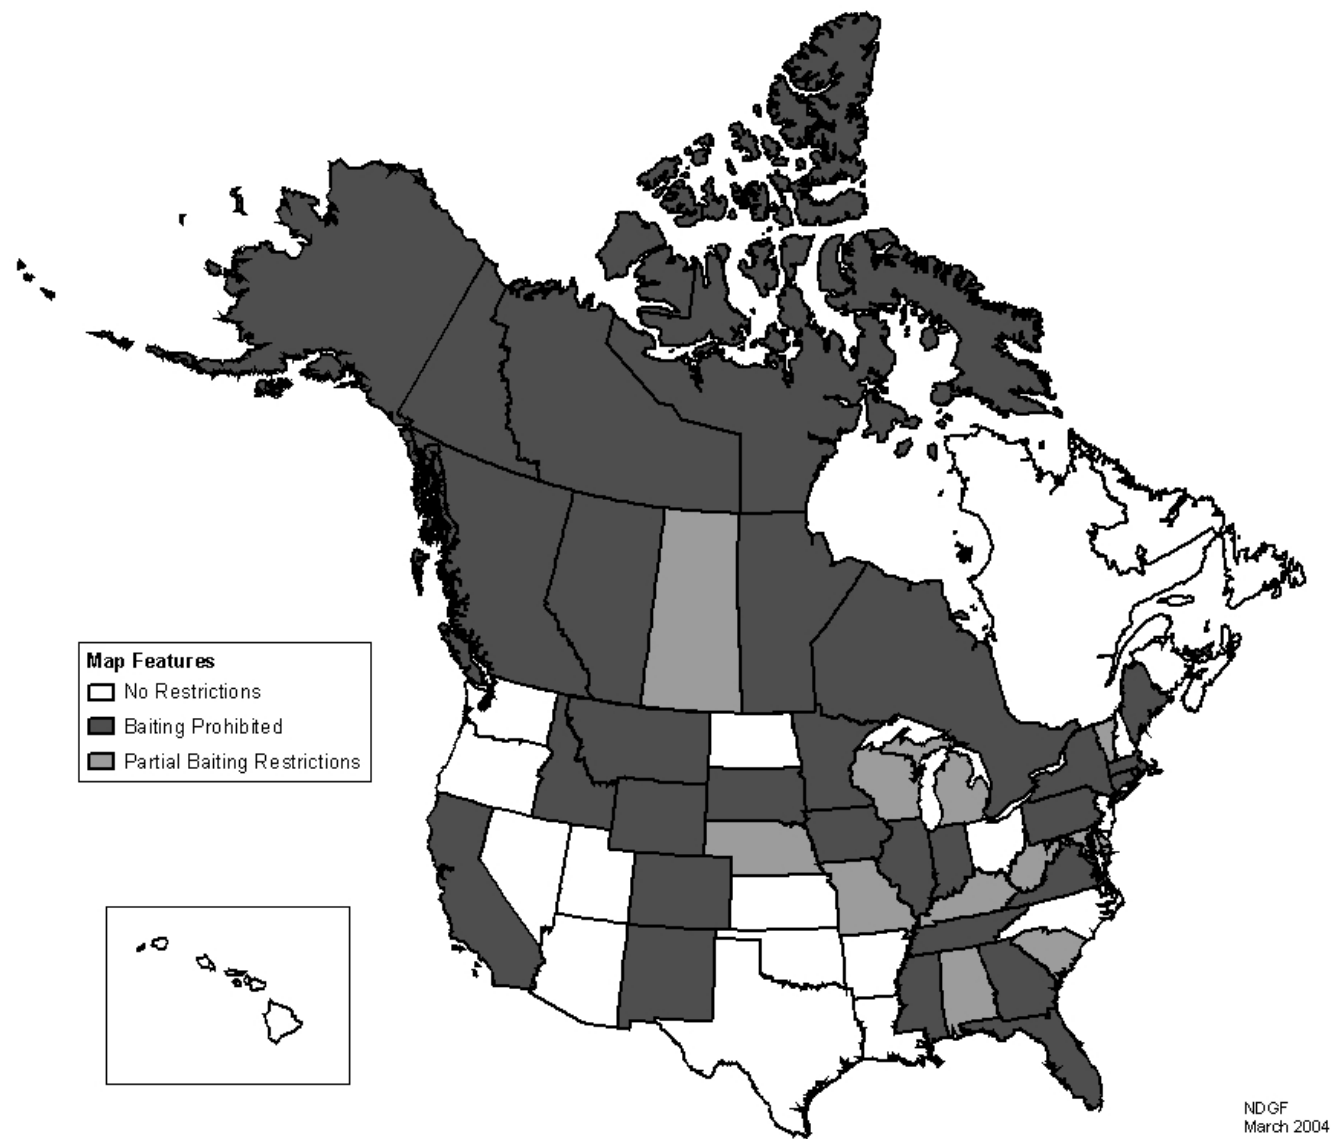 Map Features
No Restrictions
Baiting Prohibited
Partial Baiting Restrictions
NDGF
March 2004